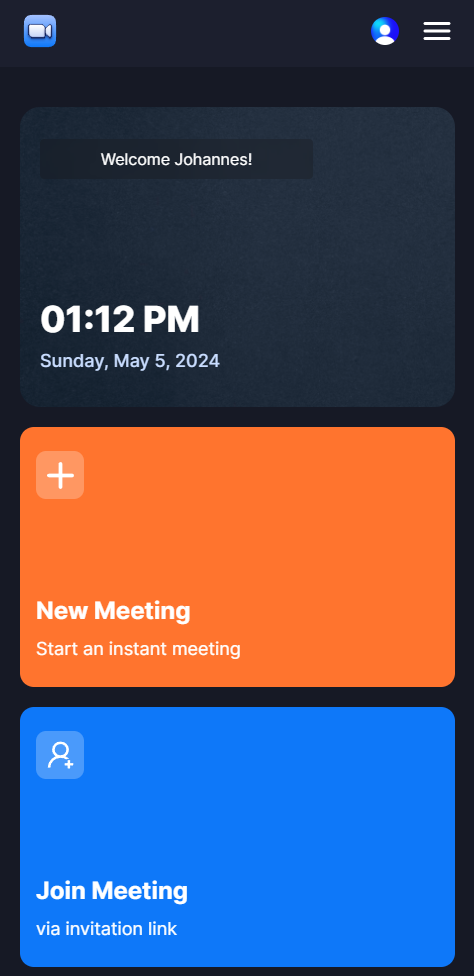 Welcome Johannes!
01:12 PM
Sunday, May 5, 2024
New Meeting
Start an instant meeting
Join Meeting
via invitation link